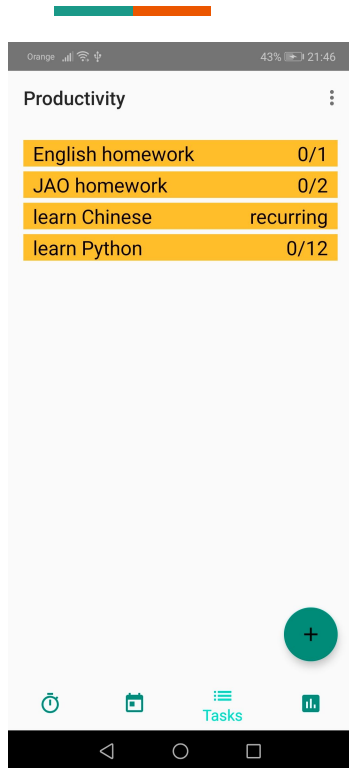 Orange 43% 21:46
Productivity
English homework 0/1
JAO homework 0/2
learn Chinese recurring
learn Python 0/12
+
Tasks